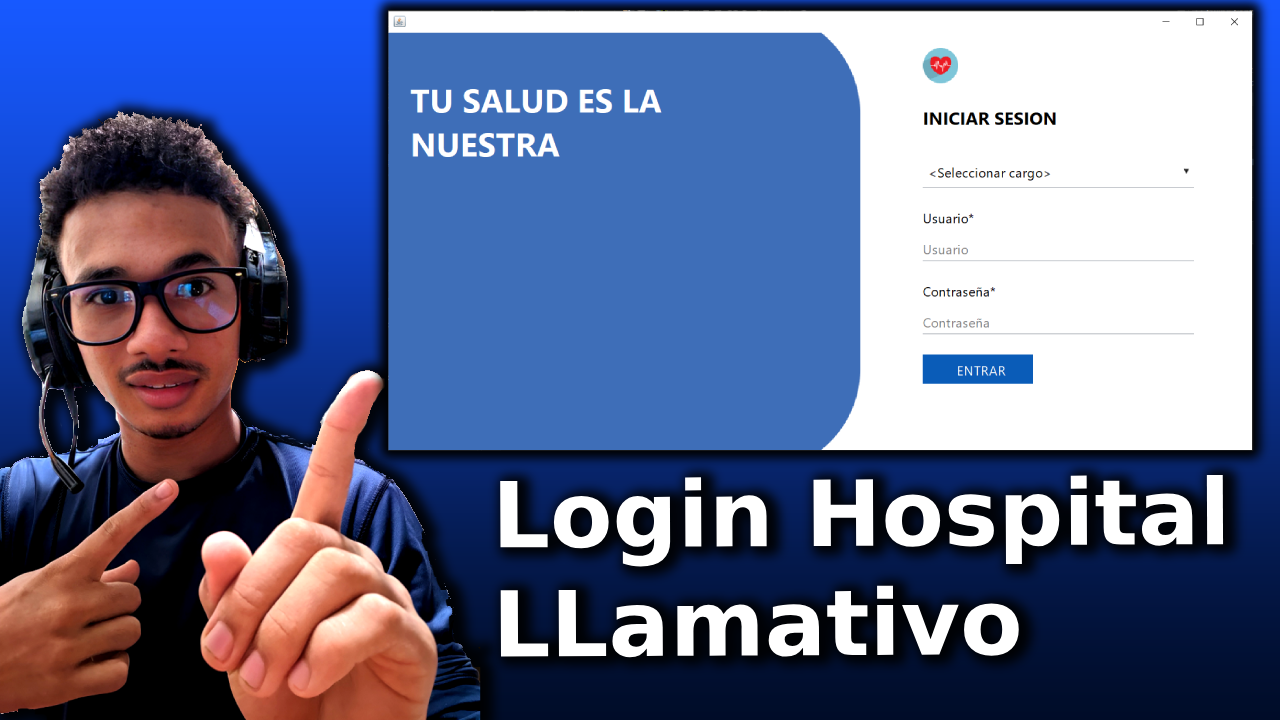 TU SALUD ES LA
NUESTRA
INICIAR SESION
<Seleccionar cargo>
Usuario*
Usuario
Contraseña*
Contraseña
ENTRAR
Login Hospital
LLamativo